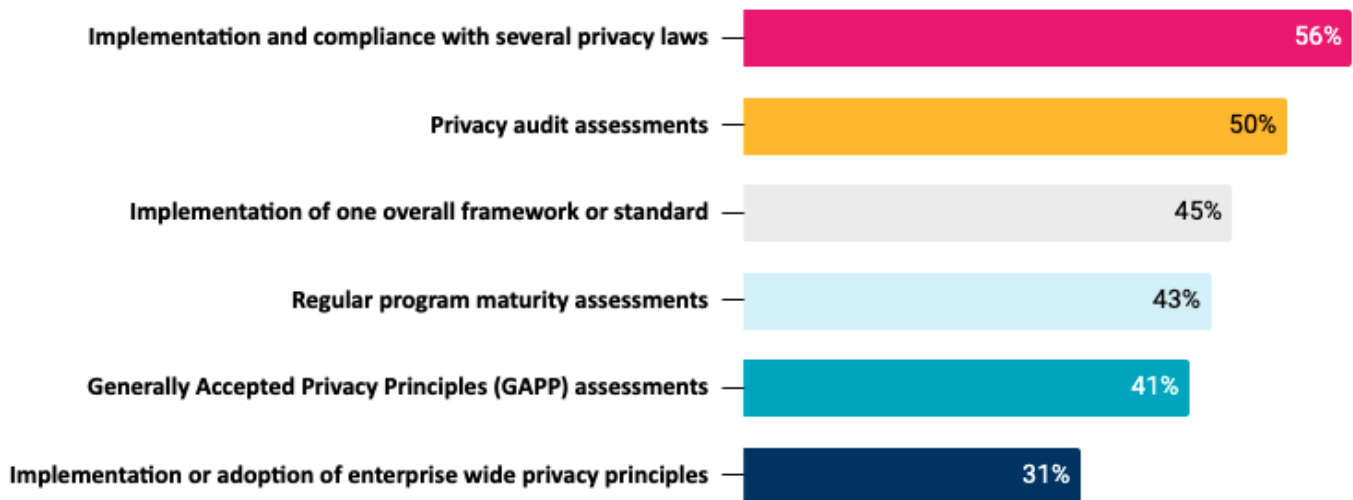 Implementation and compliance with several privacy laws 56%
Privacy audit assessments 50%
Implementation of one overall framework or standard 45%
Regular program maturity assessments 43%
Generally Accepted Privacy Principles (GAPP) assessments 41%
Implementation or adoption of enterprise wide privacy principles 31%